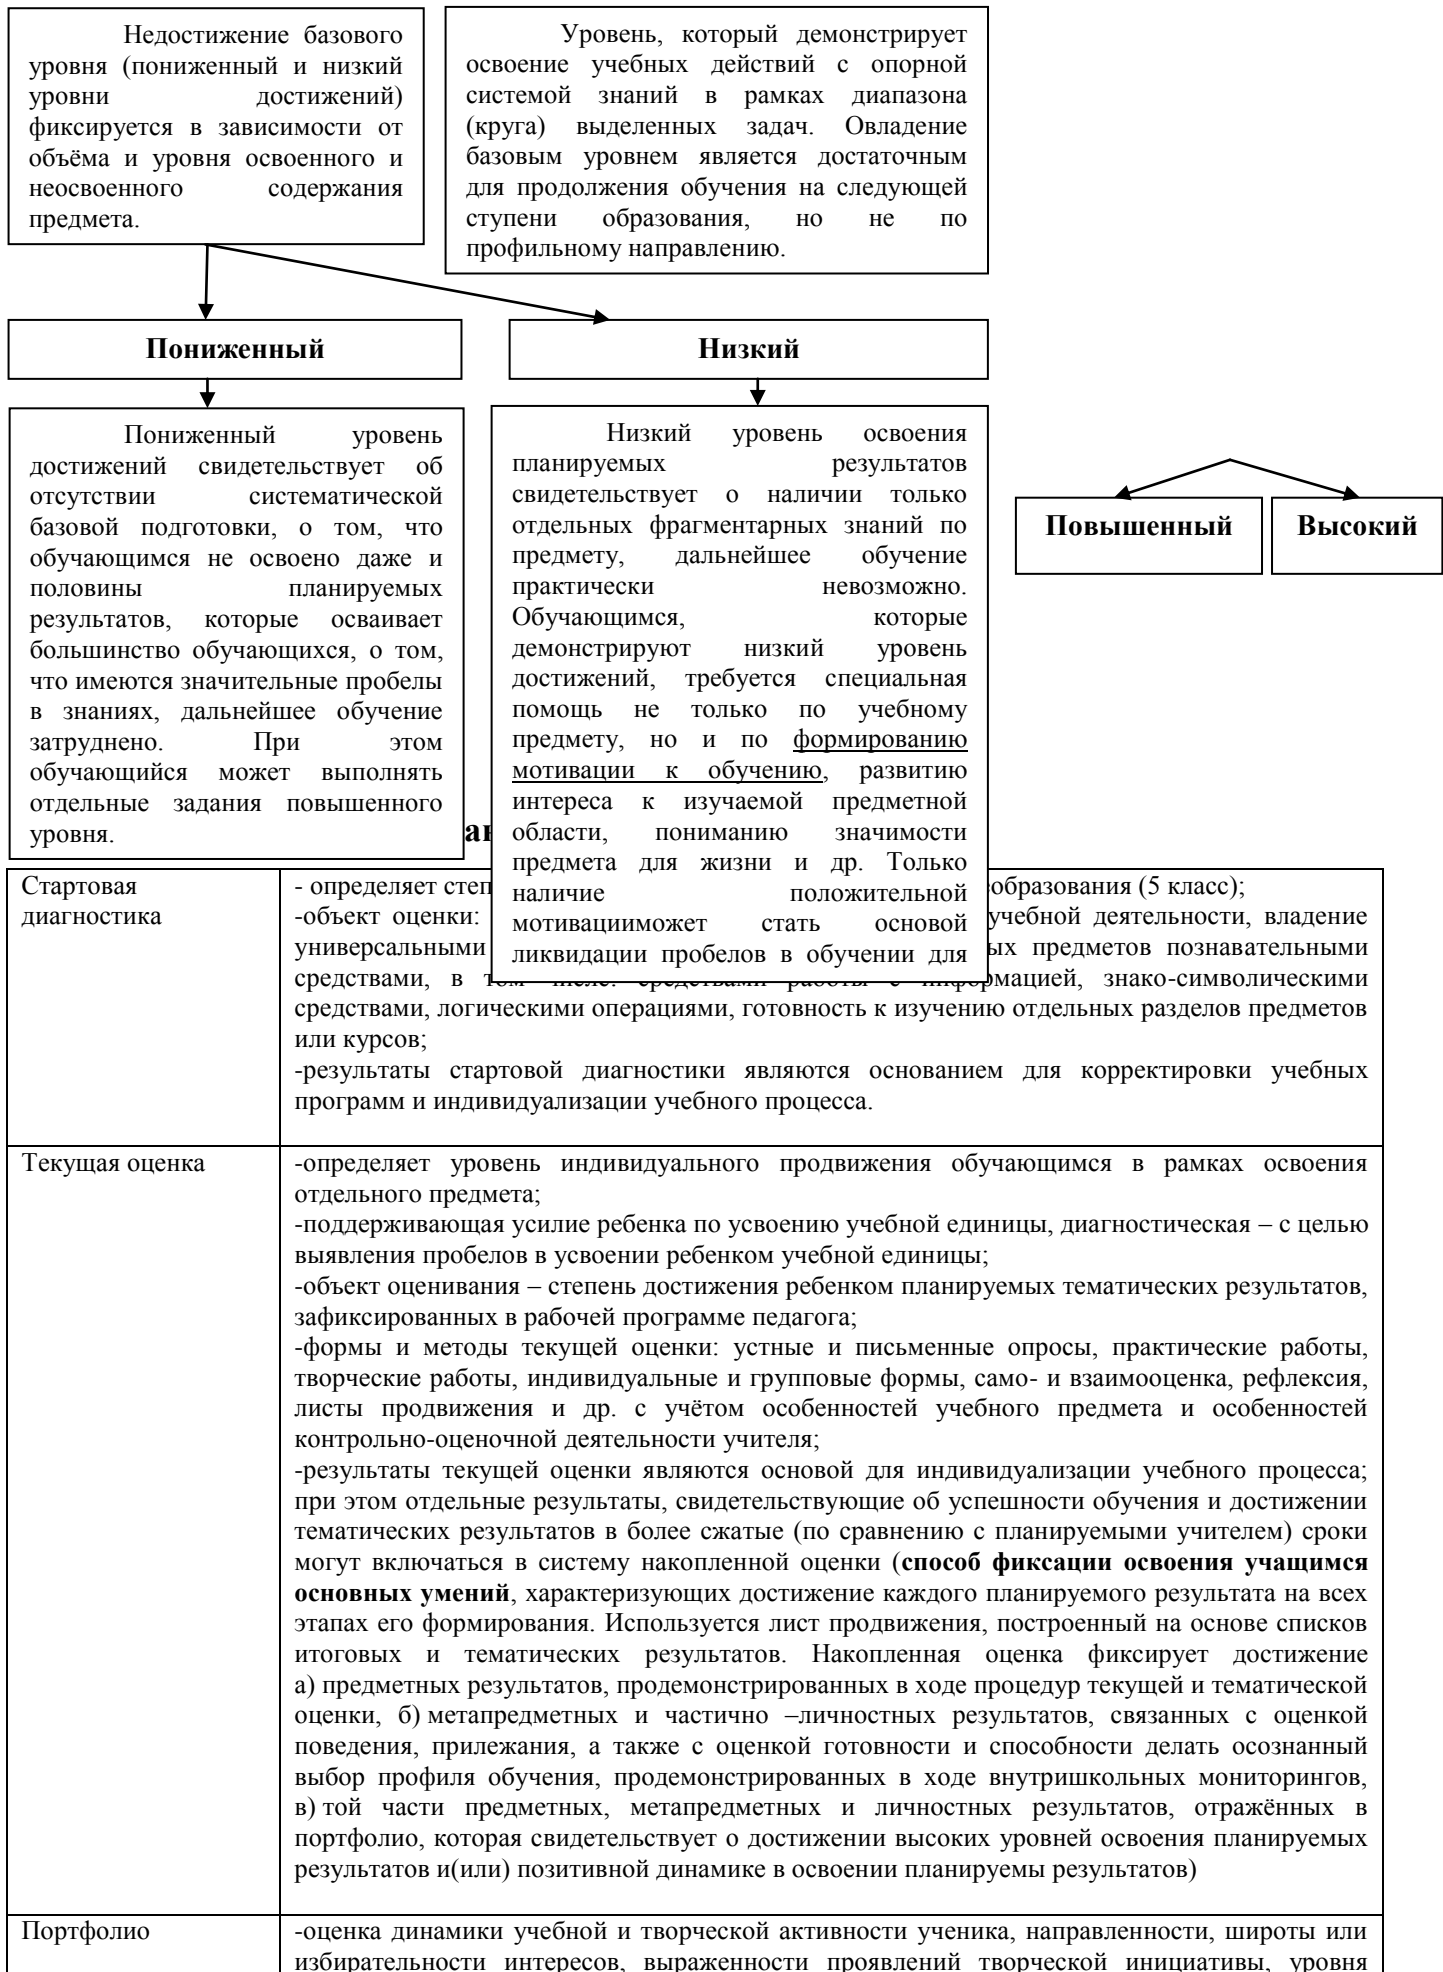 Недостижение базового
уровня (пониженный и низкий
уровни достижений)
фиксируется в зависимости от
объёма и уровня освоенного и
неосвоенного содержания
предмета.
Уровень, который демонстрирует
освоение учебных действий с опорной
системой знаний в рамках диапазона
(круга) выделенных задач. Овладение
базовым уровнем является достаточным
для продолжения обучения на следующей
ступени образования, но не по
профильному направлению.
Пониженный
Низкий
Пониженный уровень
достижений свидетельствует об
отсутствии систематической
базовой подготовки, о том, что
обучающимся не освоено даже и
половины планируемых
результатов, которые осваивает
большинство обучающихся, о том,
что имеются значительные пробелы
в знаниях, дальнейшее обучение
затруднено. При этом
обучающийся может выполнять
отдельные задания повышенного
уровня.
Низкий уровень освоения
планируемых результатов
свидетельствует о наличии только
отдельных фрагментарных знаний по
предмету, дальнейшее обучение
практически невозможно.
Обучающимся, которые
демонстрируют низкий уровень
достижений, требуется специальная
помощь не только по учебному
предмету, но и по формированию
мотивации к обучению, развитию
интереса к изучаемой предметной
области, пониманию значимости
предмета для жизни и др. Только
наличие положительной
мотивацииможет стать основой
ликвидации пробелов в обучении для
Повышенный
Высокий
Стартовая
диагностика
- определяет образования (5 класс);
-объект оценки: учебной деятельности, владение
универсальными предметов познавательными
средствами, в знако-символическими
средствами, логическими операциями, готовность к изучению отдельных разделов предметов
или курсов;
-результаты стартовой диагностики являются основанием для корректировки учебных
программ и индивидуализации учебного процесса.
Текущая оценка
-определяет уровень индивидуального продвижения обучающимся в рамках освоения
отдельного предмета;
-поддерживающая усилие ребенка по усвоению учебной единицы, диагностическая – с целью
выявления пробелов в усвоении ребенком учебной единицы;
-объект оценивания – степень достижения ребенком планируемых тематических результатов,
зафиксированных в рабочей программе педагога;
-формы и методы текущей оценки: устные и письменные опросы, практические работы,
творческие работы, индивидуальные и групповые формы, само- и взаимооценка, рефлексия,
листы продвижения и др. с учётом особенностей учебного предмета и особенностей
контрольно-оценочной деятельности учителя;
-результаты текущей оценки являются основой для индивидуализации учебного процесса;
при этом отдельные результаты, свидетельствующие об успешности обучения и достижении
тематических результатов в более сжатые (по сравнению с планируемыми учителем) сроки
могут включаться в систему накопленной оценки (способ фиксации освоения учащимся
основных умений, характеризующих достижение каждого планируемого результата на всех
этапах его формирования. Используется лист продвижения, построенный на основе списков
итоговых и тематических результатов. Накопленная оценка фиксирует достижение
а) предметных результатов, продемонстрированных в ходе процедур текущей и тематической
оценки, б) метапредметных и частично –личностных результатов, связанных с оценкой
поведения, прилежания, а также с оценкой готовности и способности делать осознанный
выбор профиля обучения, продемонстрированных в ходе внутришкольных мониторингов,
в) той части предметных, метапредметных и личностных результатов, отражённых в
портфолио, которая свидетельствует о достижении высоких уровней освоения планируемых
результатов и(или) позитивной динамике в освоении планируемы результатов)
Портфолио
-оценка динамики учебной и творческой активности ученика, направленности, широты или
избирательности интересов, выраженности проявлений творческой инициативы, уровня